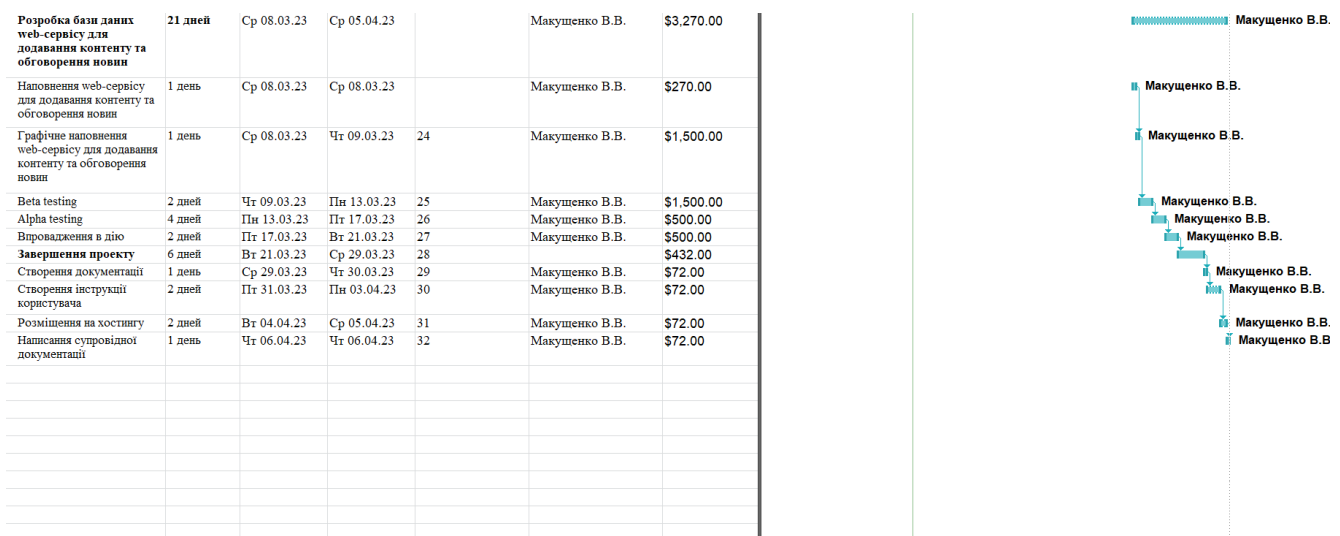 Розробка бази даних 21 дней Ср 08.03.23 Ср 05.04.23 Макущенко В.В. $3,270.00 Макущенко В.В.
web-сервісу для
додавання контенту та
обговорення новин
Наповнення web-сервісу 1 день Ср 08.03.23 Ср 08.03.23 Макущенко В.В. $270.00 Макущенко В.В.
для додавання контенту та
обговорення новин
Графічне наповнення 1 день Ср 08.03.23 Чт 09.03.23 24 Макущенко В.В. $1,500.00 Макущенко В.В.
web-сервісу для додавання
контенту та обговорення
новин
Beta testing 2 дней Чт 09.03.23 Пн 13.03.23 25 Макущенко В.В. $1,500.00 Макущенко В.В.
Alpha testing 4 дней Пн 13.03.23 Пт 17.03.23 26 Макущенко В.В. $500.00 Макущенко В.В.
Впровадження в дію 2 дней Пт 17.03.23 Вт 21.03.23 27 Макущенко В.В. $500.00 Макущенко В.В.
Завершення проекту 6 дней Вт 21.03.23 Ср 29.03.23 28 $432.00
Створення документації 1 день Ср 29.03.23 Чт 30.03.23 29 Макущенко В.В. $72.00 Макущенко В.В.
Створення інструкції 2 дней Пт 31.03.23 Пн 03.04.23 30 Макущенко В.В. $72.00 Макущенко В.В.
користувача
Розміщення на хостингу 2 дней Вт 04.04.23 Ср 05.04.23 31 Макущенко В.В. $72.00 Макущенко В.В.
Написання супровідної 1 день Чт 06.04.23 Чт 06.04.23 32 Макущенко В.В. $72.00 Макущенко В.В
документації